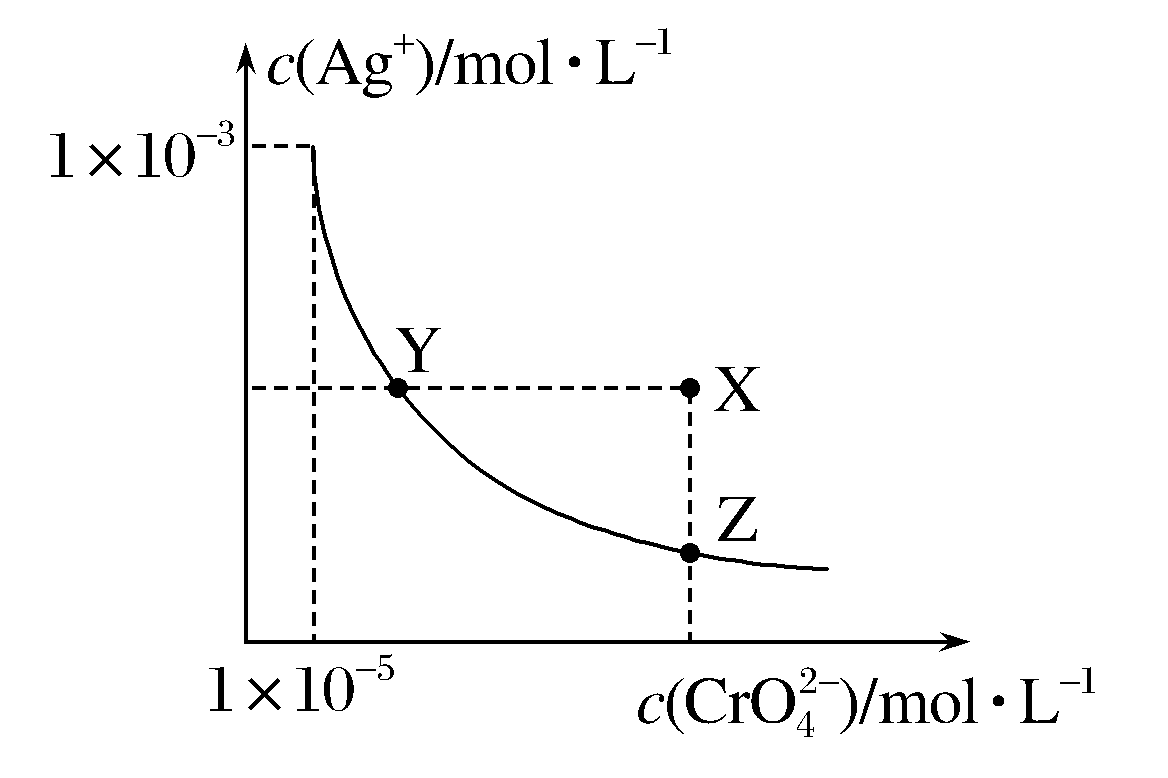 c(Ag⁺)/mol·L⁻¹
1×10⁻³
Y
X
Z
1×10⁻⁵
c(CrO₄²⁻)/mol·L⁻¹